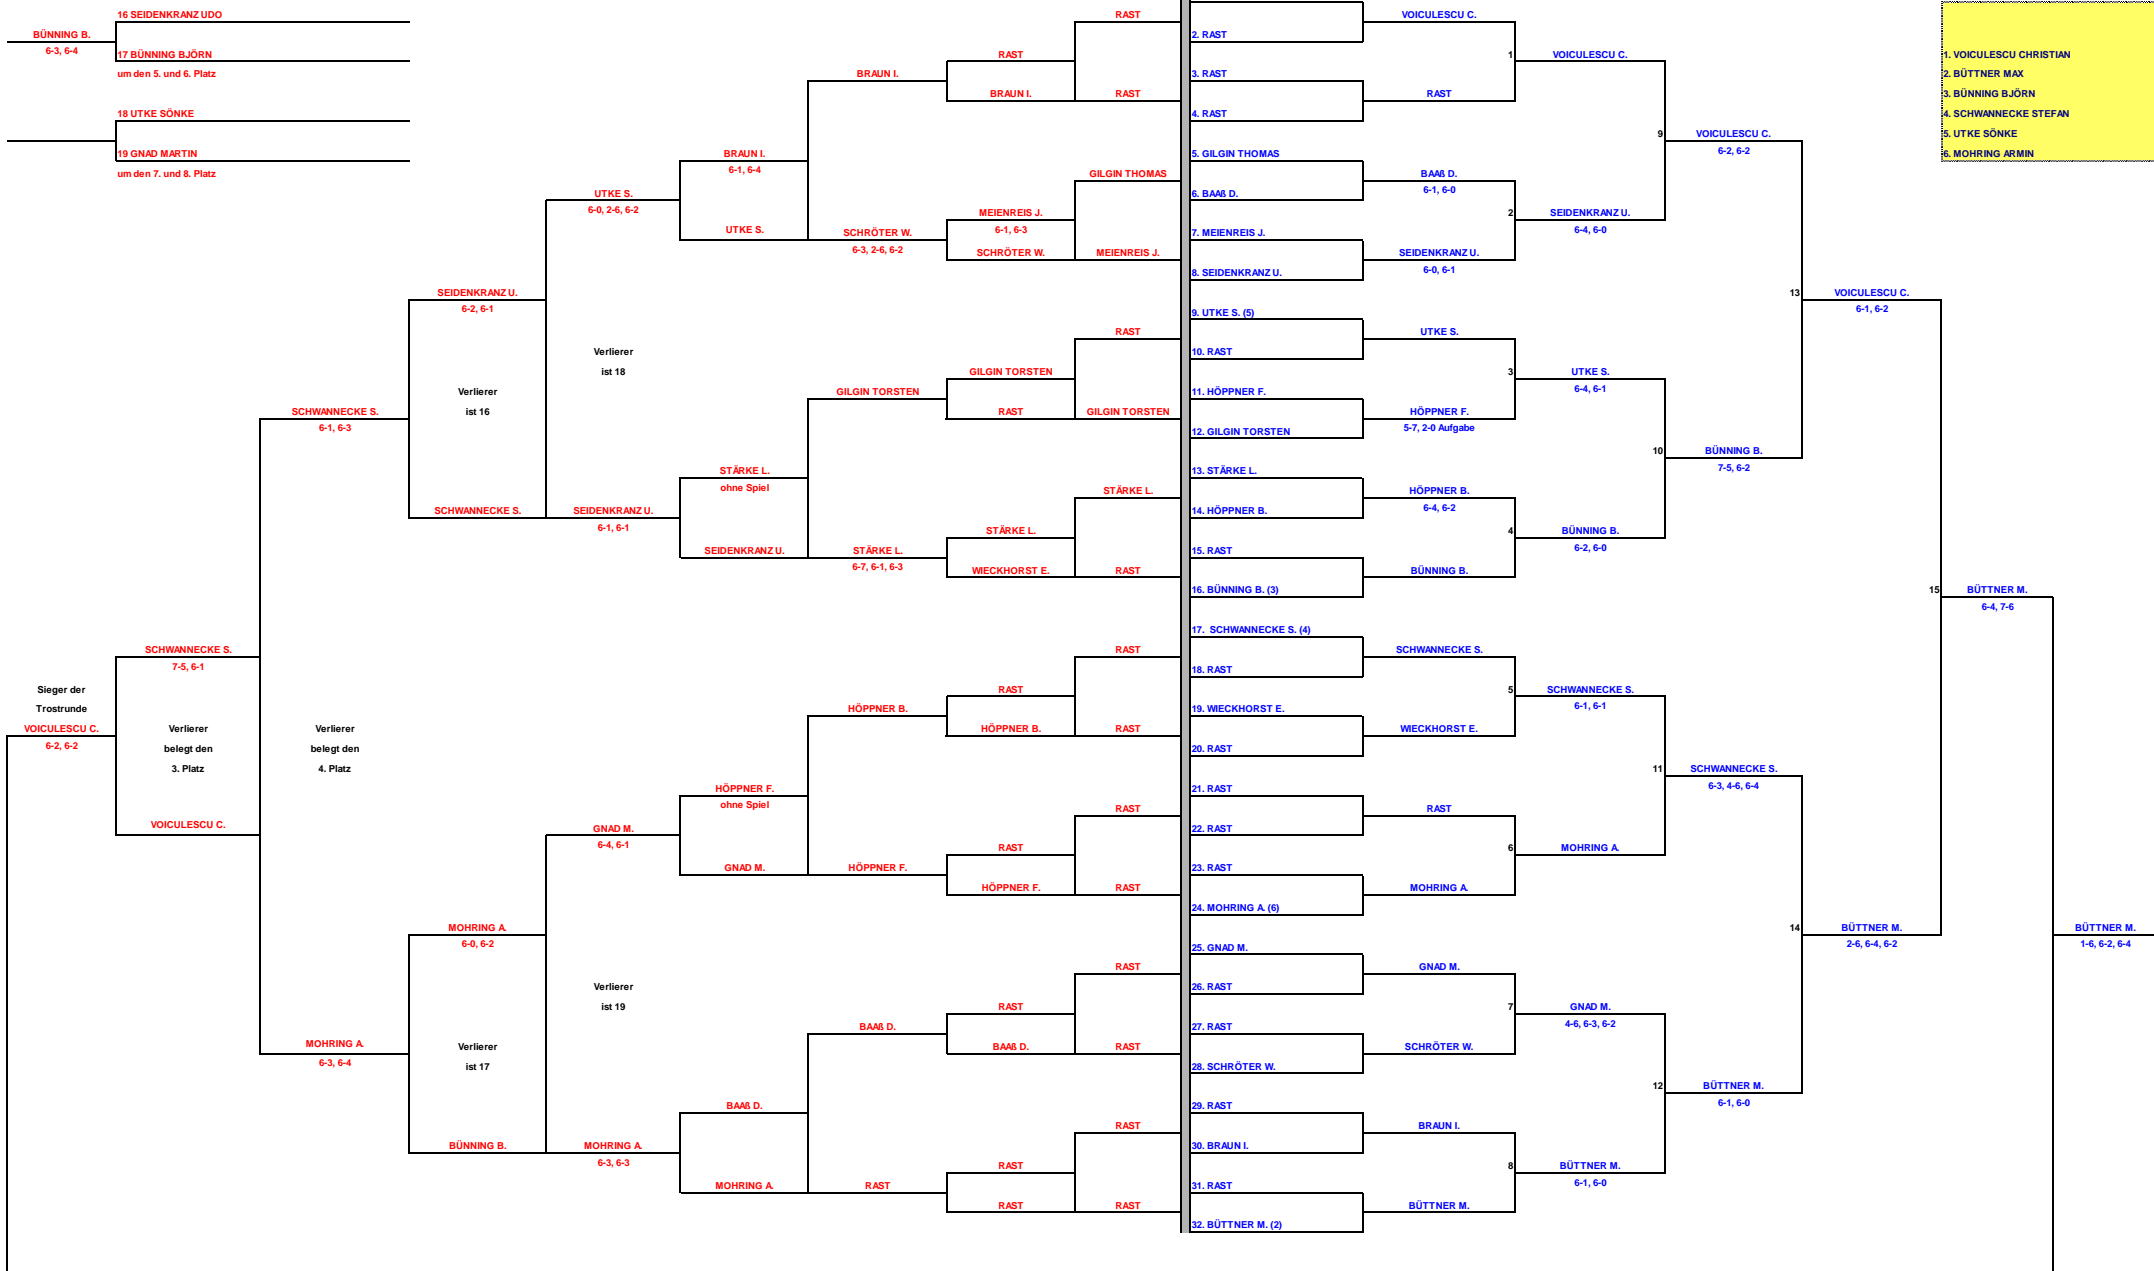 16 SEIDENKRANZ UDO
BÜNNING B.
6-3, 6-4
17 BÜNNING BJÖRN
um den 5. und 6. Platz
18 UTKE SÖNKE
19 GNAD MARTIN
um den 7. und 8. Platz
Sieger der
Trostrunde
VOICULESCU C.
6-2, 6-2
SCHWANNECKE S.
7-5, 6-1
Verlierer
belegt den
3. Platz
VOICULESCU C.
SCHWANNECKE S.
6-1, 6-3
Verlierer
belegt den
4. Platz
MOHRING A.
6-3, 6-4
SEIDENKRANZ U.
6-2, 6-1
Verlierer
ist 16
SCHWANNECKE S.
MOHRING A.
6-0, 6-2
Verlierer
ist 17
BÜNNING B.
UTKE S.
6-0, 2-6, 6-2
Verlierer
ist 18
SEIDENKRANZ U.
6-1, 6-1
GNAD M.
6-4, 6-1
Verlierer
ist 19
MOHRING A.
6-3, 6-3
BRAUN I.
6-1, 6-4
UTKE S.
STÄRKE L.
ohne Spiel
SEIDENKRANZ U.
HÖPPNER F.
ohne Spiel
GNAD M.
BAAß D.
MOHRING A.
BRAUN I.
SCHRÖTER W.
6-3, 2-6, 6-2
GILGIN TORSTEN
STÄRKE L.
6-7, 6-1, 6-3
HÖPPNER B.
HÖPPNER F.
BAAß D.
RAST
RAST
BRAUN I.
MEIENREIS J.
6-1, 6-3
SCHRÖTER W.
GILGIN TORSTEN
RAST
STÄRKE L.
WIECKHORST E.
RAST
HÖPPNER B.
RAST
HÖPPNER F.
RAST
BAAß D.
RAST
RAST
RAST
RAST
GILGIN THOMAS
MEIENREIS J.
RAST
GILGIN TORSTEN
STÄRKE L.
RAST
RAST
RAST
RAST
RAST
RAST
RAST
RAST
RAST
2. RAST
3. RAST
4. RAST
5. GILGIN THOMAS
6. BAAß D.
7. MEIENREIS J.
8. SEIDENKRANZ U.
9. UTKE S. (5)
10. RAST
11. HÖPPNER F.
12. GILGIN TORSTEN
13. STÄRKE L.
14. HÖPPNER B.
15. RAST
16. BÜNNING B. (3)
17. SCHWANNECKE S. (4)
18. RAST
19. WIECKHORST E.
20. RAST
21. RAST
22. RAST
23. RAST
24. MOHRING A. (6)
25. GNAD M.
26. RAST
27. RAST
28. SCHRÖTER W.
29. RAST
30. BRAUN I.
31. RAST
32. BÜTTNER M. (2)
VOICULESCU C.
1
RAST
BAAß D.
6-1, 6-0
2
SEIDENKRANZ U.
6-0, 6-1
UTKE S.
3
HÖPPNER F.
5-7, 2-0 Aufgabe
HÖPPNER B.
6-4, 6-2
4
BÜNNING B.
SCHWANNECKE S.
5
WIECKHORST E.
RAST
6
MOHRING A.
GNAD M.
7
SCHRÖTER W.
BRAUN I.
8
BÜTTNER M.
VOICULESCU C.
9
SEIDENKRANZ U.
6-4, 6-0
UTKE S.
6-4, 6-1
10
BÜNNING B.
6-2, 6-0
SCHWANNECKE S.
6-1, 6-1
11
MOHRING A.
GNAD M.
4-6, 6-3, 6-2
12
BÜTTNER M.
6-1, 6-0
VOICULESCU C.
6-2, 6-2
13
BÜNNING B.
7-5, 6-2
SCHWANNECKE S.
6-3, 4-6, 6-4
14
BÜTTNER M.
6-1, 6-0
VOICULESCU C.
6-1, 6-2
15
BÜTTNER M.
2-6, 6-4, 6-2
BÜTTNER M.
6-4, 7-6
BÜTTNER M.
1-6, 6-2, 6-4
1. VOICULESCU CHRISTIAN
2. BÜTTNER MAX
3. BÜNNING BJÖRN
4. SCHWANNECKE STEFAN
5. UTKE SÖNKE
6. MOHRING ARMIN